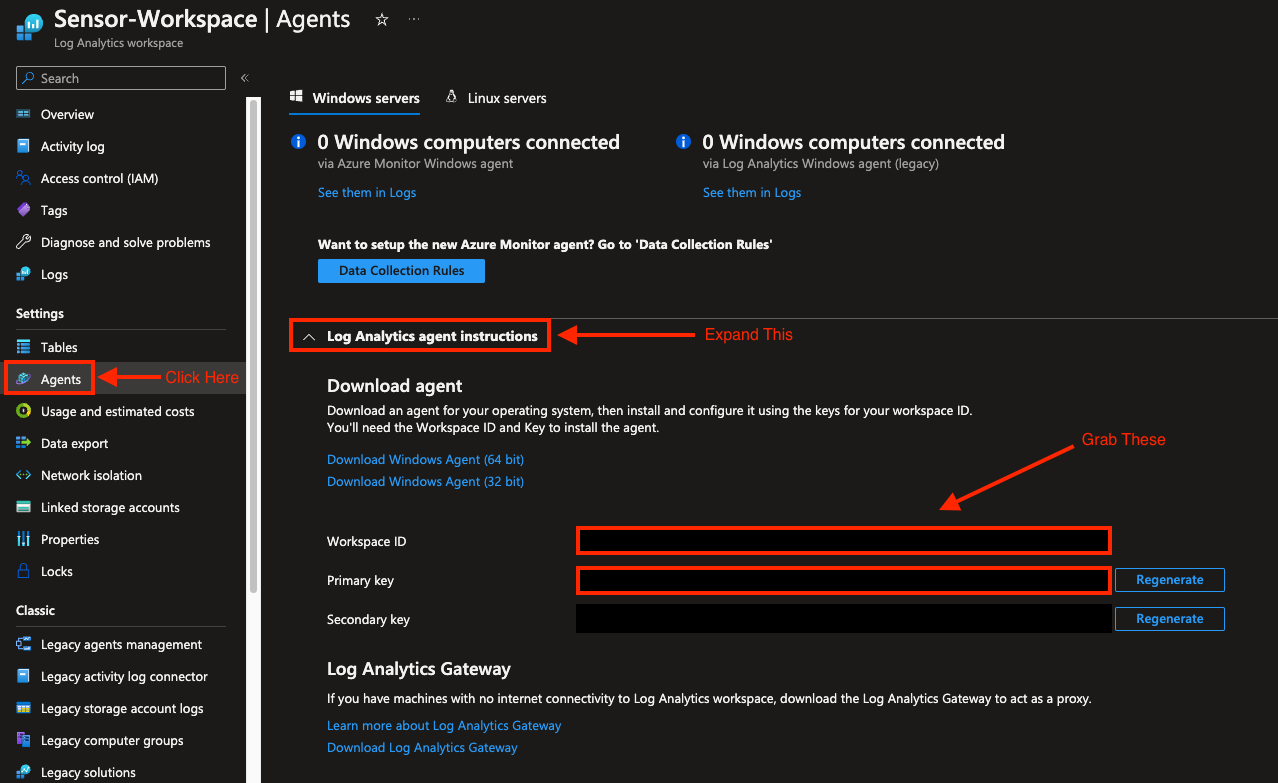 Sensor-Workspace | Agents ☆ ...
Log Analytics workspace
Search «
Overview
Activity log
Access control (IAM)
Tags
Diagnose and solve problems
Logs
Settings
Tables
Agents
Click Here
Usage and estimated costs
Data export
Network isolation
Linked storage accounts
Properties
Locks
Classic
Legacy agents management
Legacy activity log connector
Legacy storage account logs
Legacy computer groups
Legacy solutions
Windows servers Linux servers
0 Windows computers connected
via Azure Monitor Windows agent
See them in Logs
0 Windows computers connected
via Log Analytics Windows agent (legacy)
See them in Logs
Want to setup the new Azure Monitor agent? Go to 'Data Collection Rules'
Data Collection Rules
Log Analytics agent instructions
Expand This
Download agent
Download an agent for your operating system, then install and configure it using the keys for your workspace ID.
You'll need the Workspace ID and Key to install the agent.
Grab These
Download Windows Agent (64 bit)
Download Windows Agent (32 bit)
Workspace ID
Primary key Regenerate
Secondary key Regenerate
Log Analytics Gateway
If you have machines with no internet connectivity to Log Analytics workspace, download the Log Analytics Gateway to act as a proxy.
Learn more about Log Analytics Gateway
Download Log Analytics Gateway